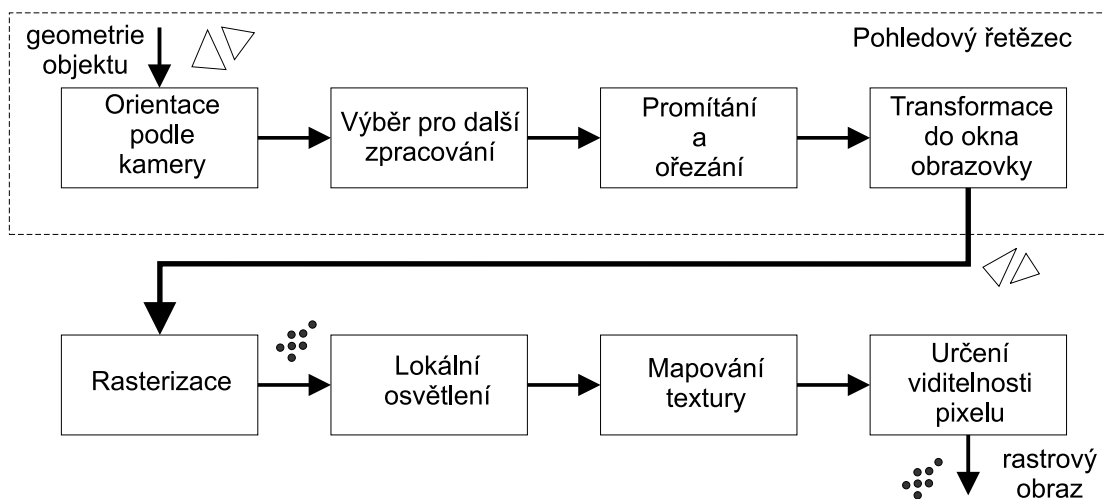 geometrie
objektu
Pohledový řetězec
Orientace
podle
kamery
Výběr pro další
zpracování
Promítání
a
ořezání
Transformace
do okna
obrazovky
Rasterizace
Lokální
osvětlení
Mapování
textury
Určení
viditelnosti
pixelu
rastrový
obraz